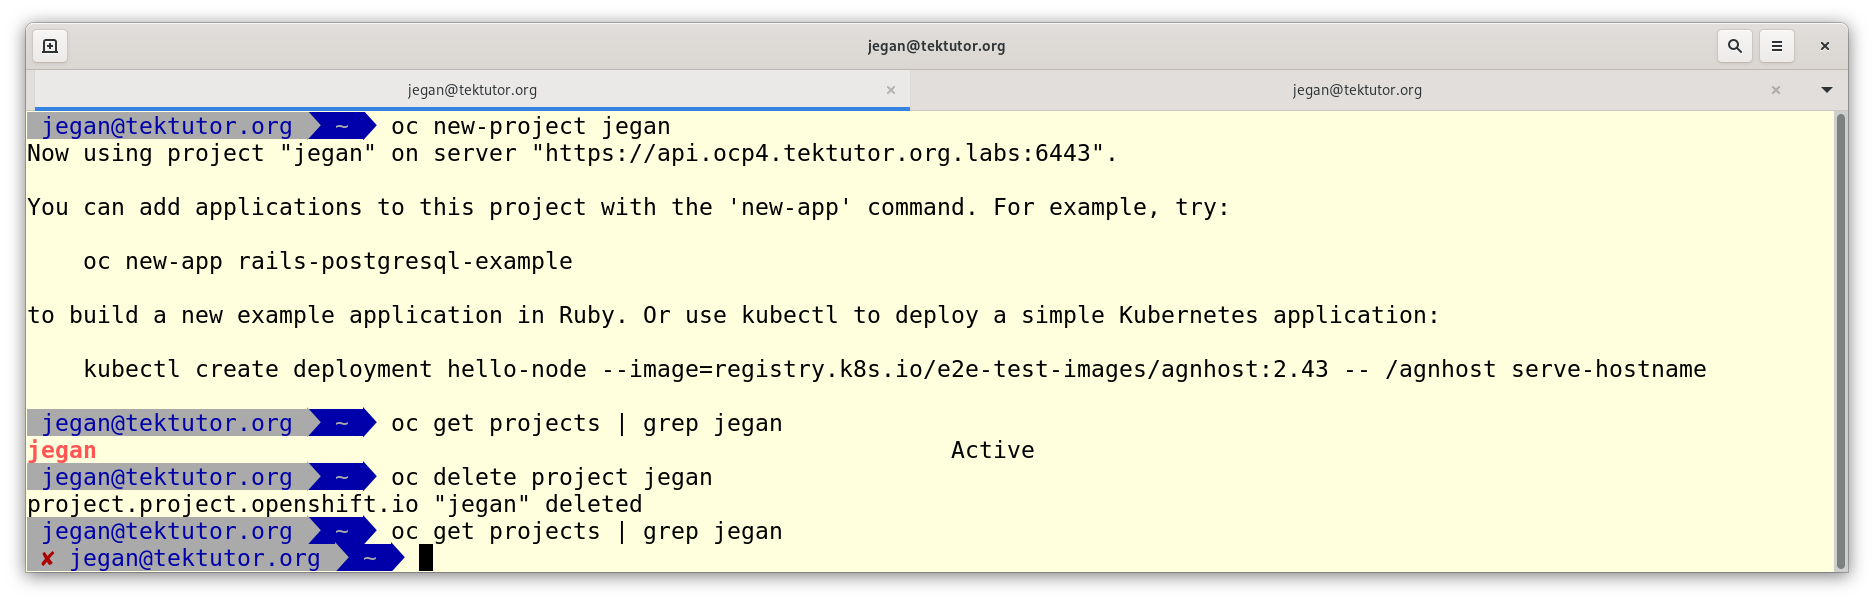 jegan@tektutor.org
jegan@tektutor.org
jegan@tektutor.org
jegan@tektutor.org ~ oc new-project jegan
Now using project "jegan" on server "https://api.ocp4.tektutor.org.labs:6443".
You can add applications to this project with the 'new-app' command. For example, try:
oc new-app rails-postgresql-example
to build a new example application in Ruby. Or use kubectl to deploy a simple Kubernetes application:
kubectl create deployment hello-node --image=registry.k8s.io/e2e-test-images/agnhost:2.43 -- /agnhost serve-hostname
jegan@tektutor.org ~ oc get projects | grep jegan
jegan Active
jegan@tektutor.org ~ oc delete project jegan
project.project.openshift.io "jegan" deleted
jegan@tektutor.org ~ oc get projects | grep jegan
✘ jegan@tektutor.org ~